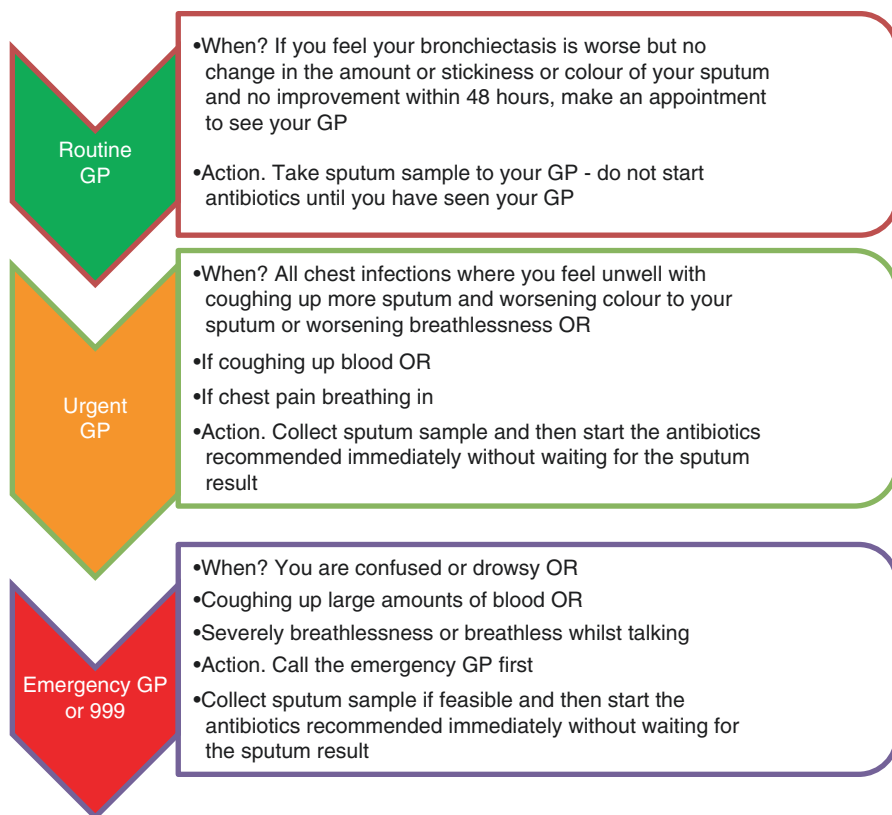 Routine
GP
•When? If you feel your bronchiectasis is worse but no
change in the amount or stickiness or colour of your sputum
and no improvement within 48 hours, make an appointment
to see your GP
•Action. Take sputum sample to your GP - do not start
antibiotics until you have seen your GP
Urgent
GP
•When? All chest infections where you feel unwell with
coughing up more sputum and worsening colour to your
sputum or worsening breathlessness OR
•If coughing up blood OR
•If chest pain breathing in
•Action. Collect sputum sample and then start the antibiotics
recommended immediately without waiting for the sputum
result
Emergency GP
or 999
•When? You are confused or drowsy OR
•Coughing up large amounts of blood OR
•Severely breathlessness or breathless whilst talking
•Action. Call the emergency GP first
•Collect sputum sample if feasible and then start the
antibiotics recommended immediately without waiting for
the sputum result